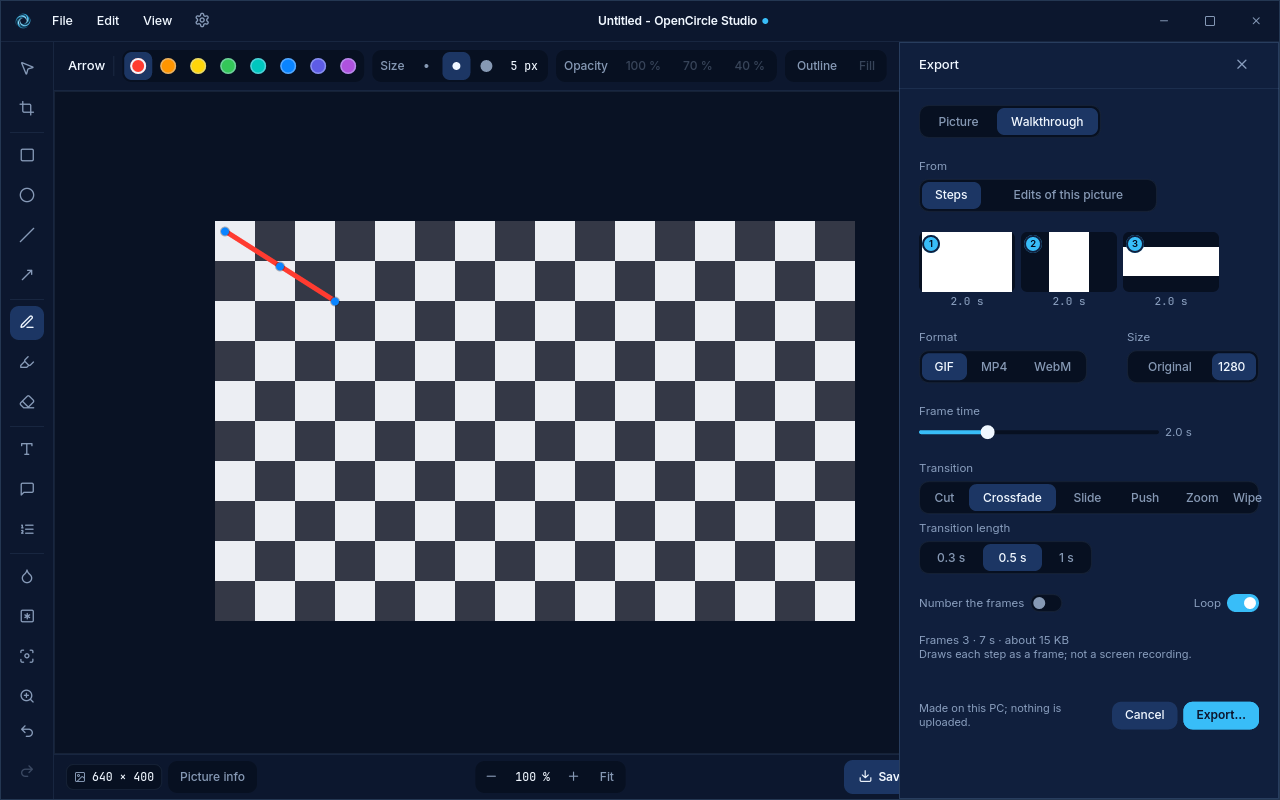 File Edit View
Untitled - OpenCircle Studio
Arrow
Size
5 px
Opacity 100 % 70 % 40 %
Outline Fill
Export
Picture Walkthrough
From
Steps Edits of this picture
1 2 3
2.0 s 2.0 s 2.0 s
Format Size
GIF MP4 WebM Original 1280
Frame time
2.0 s
Transition
Cut Crossfade Slide Push Zoom Wipe
Transition length
0.3 s 0.5 s 1 s
Number the frames Loop
Frames 3 · 7 s · about 15 KB
Draws each step as a frame; not a screen recording.
Made on this PC; nothing is
uploaded.
Cancel Export...
640 × 400 Picture info
100 % Fit
Sav